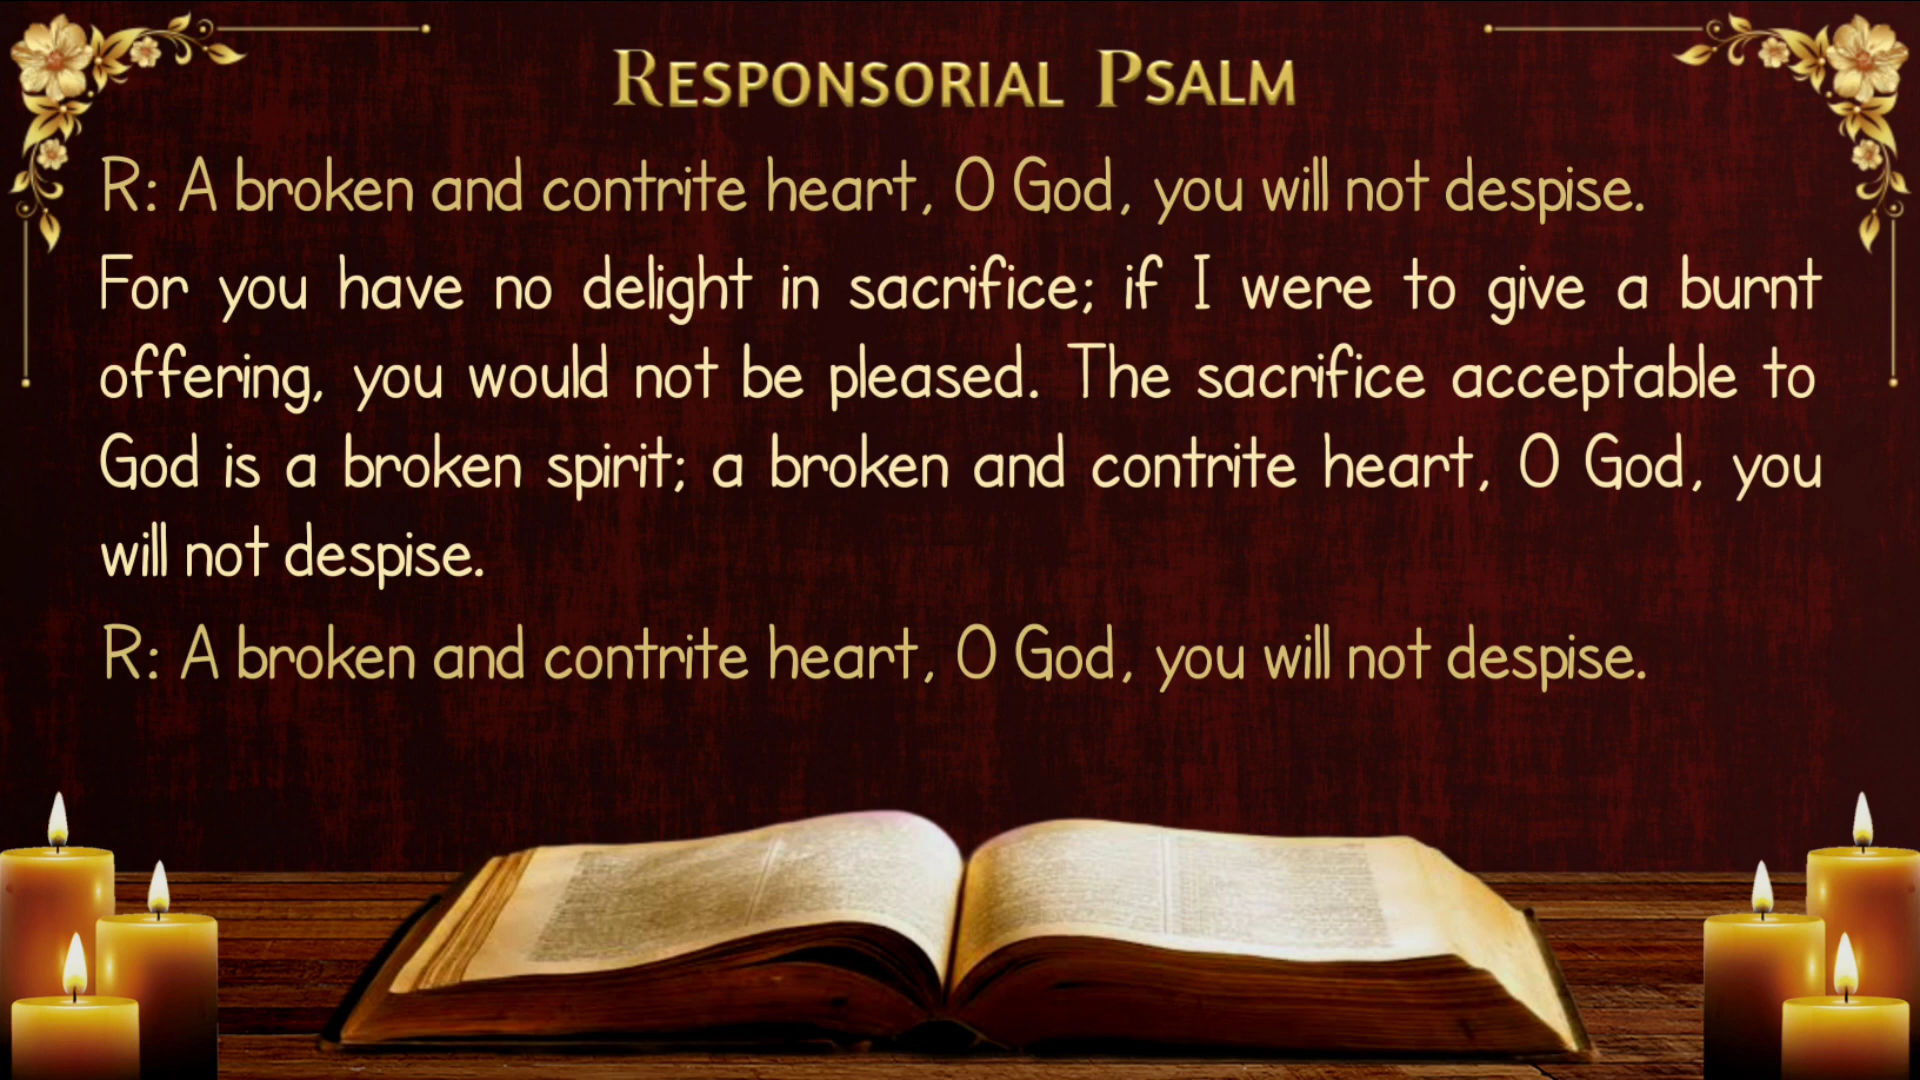 RESPONSORIAL PSALM
R: A broken and contrite heart, O God, you will not despise.
For you have no delight in sacrifice; if I were to give a burnt
offering, you would not be pleased. The sacrifice acceptable to
God is a broken spirit; a broken and contrite heart, O God, you
will not despise.
R: A broken and contrite heart, O God, you will not despise.